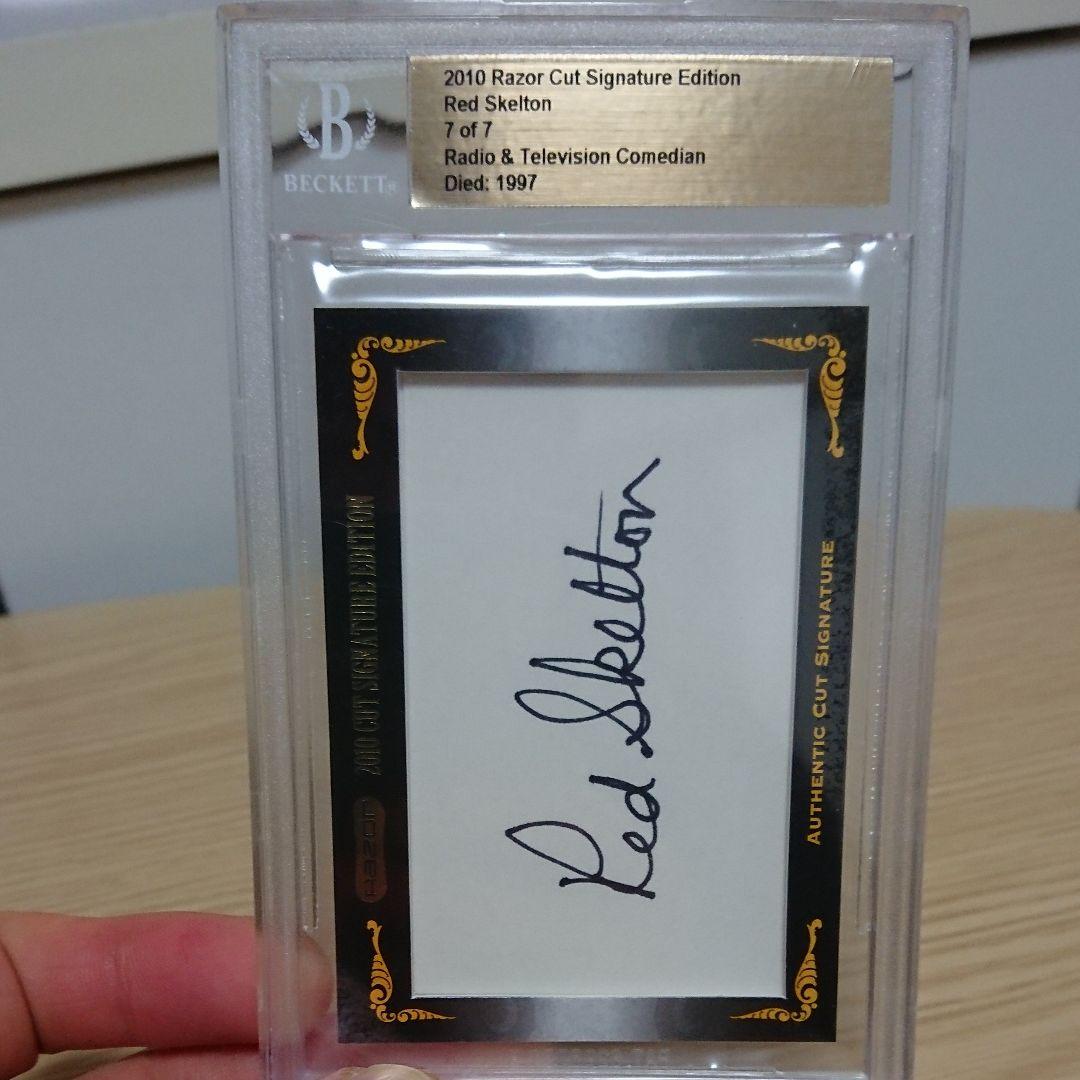 B
BECKETT®
2010 Razor Cut Signature Edition
Red Skelton
7 of 7
Radio & Television Comedian
Died: 1997
2010 CUT SIGNATURE EDITION
Razor
Red Skelton
AUTHENTIC CUT SIGNATURE